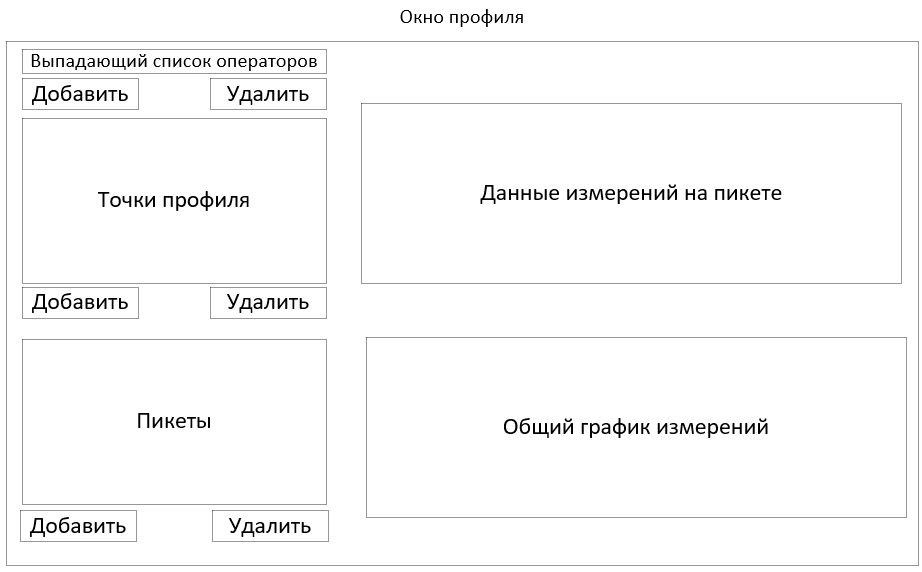 Окно профиля
Выпадающий список операторов
Добавить
Удалить
Точки профиля
Данные измерений на пикете
Добавить
Удалить
Пикеты
Общий график измерений
Добавить
Удалить